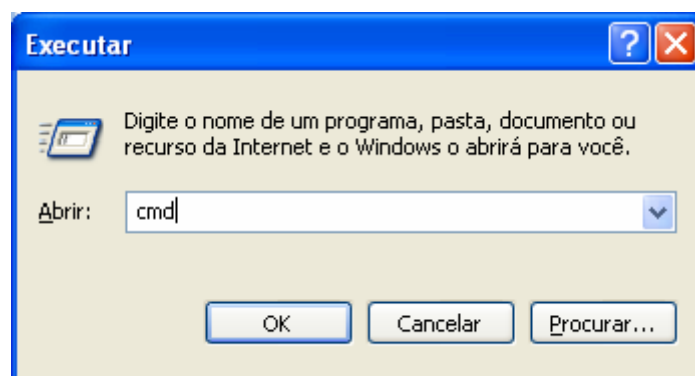 Executar
Digite o nome de um programa, pasta, documento ou
recurso da Internet e o Windows o abrirá para você.
Abrir: cmd
OK Cancelar Procurar...